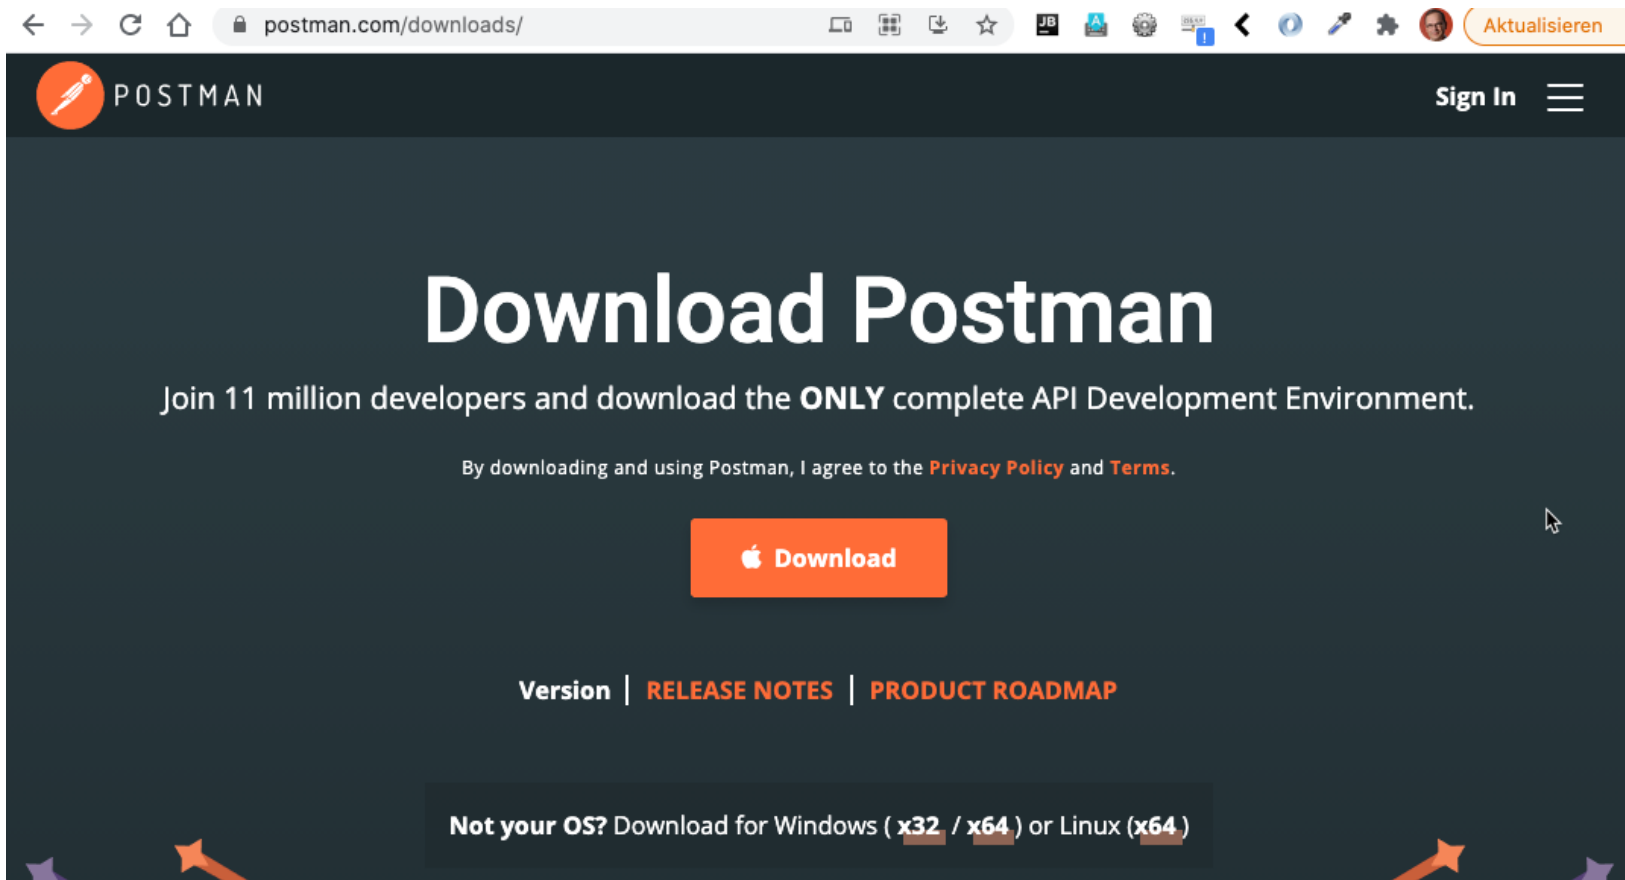 postman.com/downloads/
JB
A
Aktualisieren
POSTMAN
Sign In
Download Postman
Join 11 million developers and download the ONLY complete API Development Environment.
By downloading and using Postman, I agree to the Privacy Policy and Terms.
Download
Version | RELEASE NOTES | PRODUCT ROADMAP
Not your OS? Download for Windows ( x32 / x64 ) or Linux (x64 )